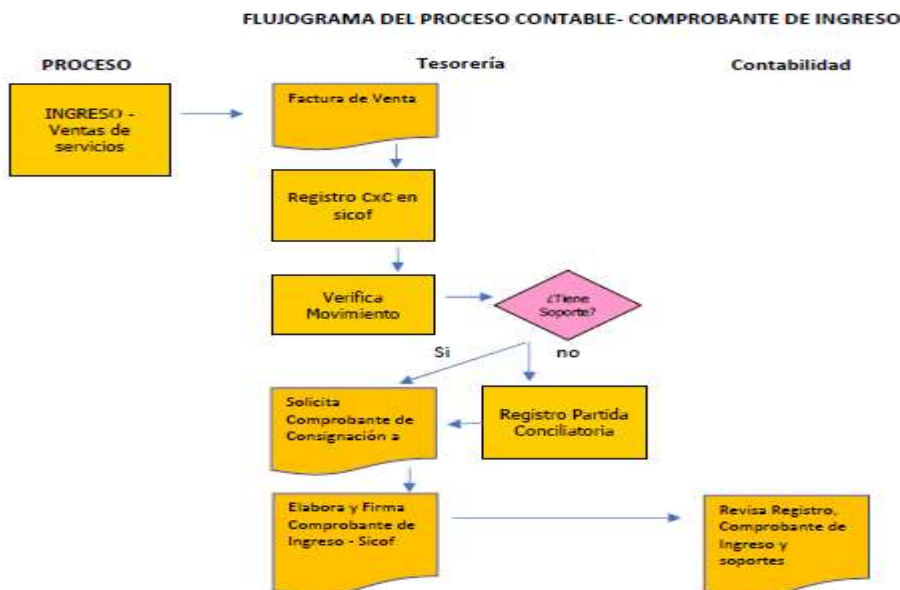 FLUJOGRAMA DEL PROCESO CONTABLE- COMPROBANTE DE INGRESO
PROCESO
Tesorería
Contabilidad
INGRESO -
Ventas de
servicios
Factura de Venta
Registro CxC en
sicof
Verifica
Movimiento
¿Tiene
Soporte?
Si
no
Solicita
Comprobante de
Consignación a
Registro Partida
Conciliatoria
Elabora y Firma
Comprobante de
Ingreso - Sicof
Revisa Registro,
Comprobante de
Ingreso y
soportes